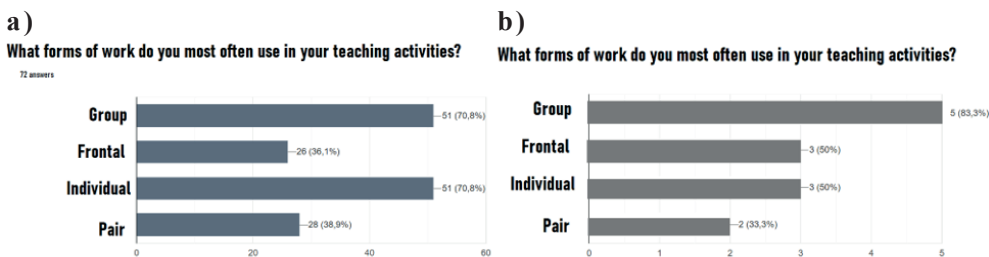 a)
What forms of work do you most often use in your teaching activities?
72 answers
Group
51 (70,8%)
Frontal
26 (36,1%)
Individual
51 (70,8%)
Pair
28 (38,9%)
0 20 40 60
b)
What forms of work do you most often use in your teaching activities?
Group
5 (83,3%)
Frontal
3 (50%)
Individual
3 (50%)
Pair
2 (33,3%)
0 1 2 3 4 5